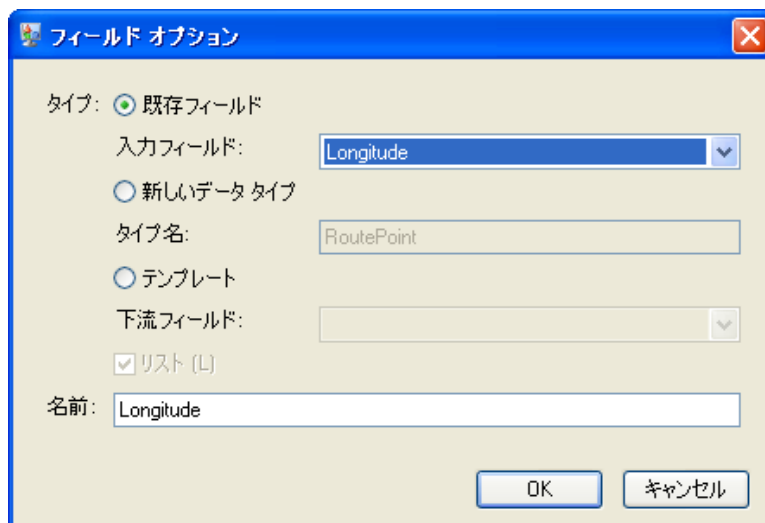 フィールド オプション
タイプ: 既存フィールド
入力フィールド: Longitude
新しいデータ タイプ
タイプ名: RoutePoint
テンプレート
下流フィールド:
リスト (L)
名前: Longitude
OK キャンセル